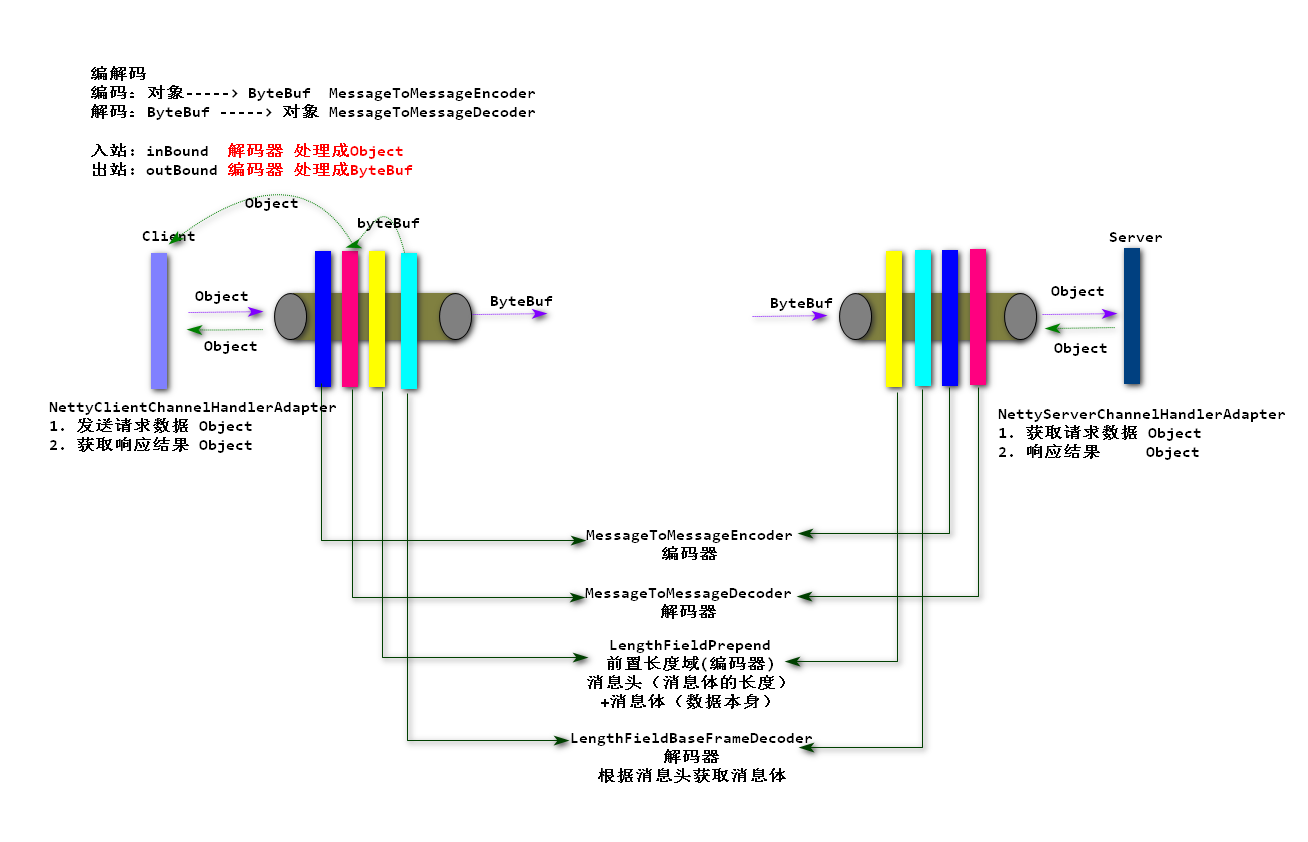 编解码
编码: 对象-----> ByteBuf  MessageToMessageEncoder
解码: ByteBuf -----> 对象 MessageToMessageDecoder
入站: inBound  解码器 处理成Object
出站: outBound 编码器 处理成ByteBuf
Object
byteBuf
Client
Server
Object
ByteBuf
ByteBuf
Object
Object
Object
NettyClientChannelHandlerAdapter
1. 发送请求数据 Object
2. 获取响应结果 Object
NettyServerChannelHandlerAdapter
1. 获取请求数据 Object
2. 响应结果     Object
MessageToMessageEncoder
编码器
MessageToMessageDecoder
解码器
LengthFieldPrepend
前置长度域(编码器)
消息头（消息体的长度）
+消息体（数据本身）
LengthFieldBaseFrameDecoder
解码器
根据消息头获取消息体